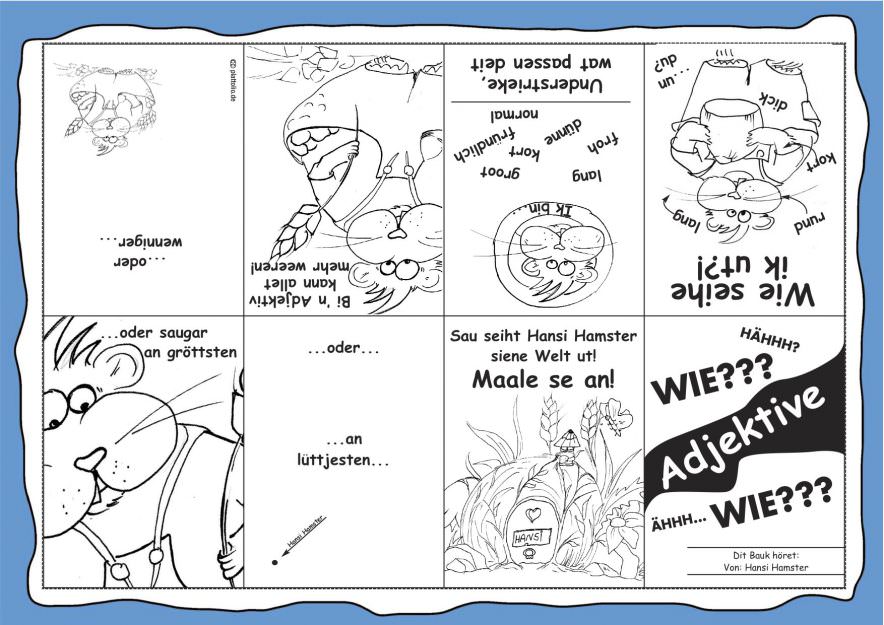 © plattolio.de
...oder
wenniger...
Bi 'n Adjektiv
kann allet
mehr weeren!
Ik bin...
lang
groot
froh
kort
fründlich
dünne
normal
Understrieke,
wat passen deit
Wie seihe
ik ut?!
rund
lang
kort
dick
un...
du?
...oder saugar
an gröttsten
...oder...
...an
lüttjesten...
Hansi Hamster
Sau seiht Hansi Hamster
siene Welt ut!
Maale se an!
HANSI
HÄHHH?
WIE???
Adjektive
ÄHHH... WIE???
Dit Bauk höret:
Von: Hansi Hamster